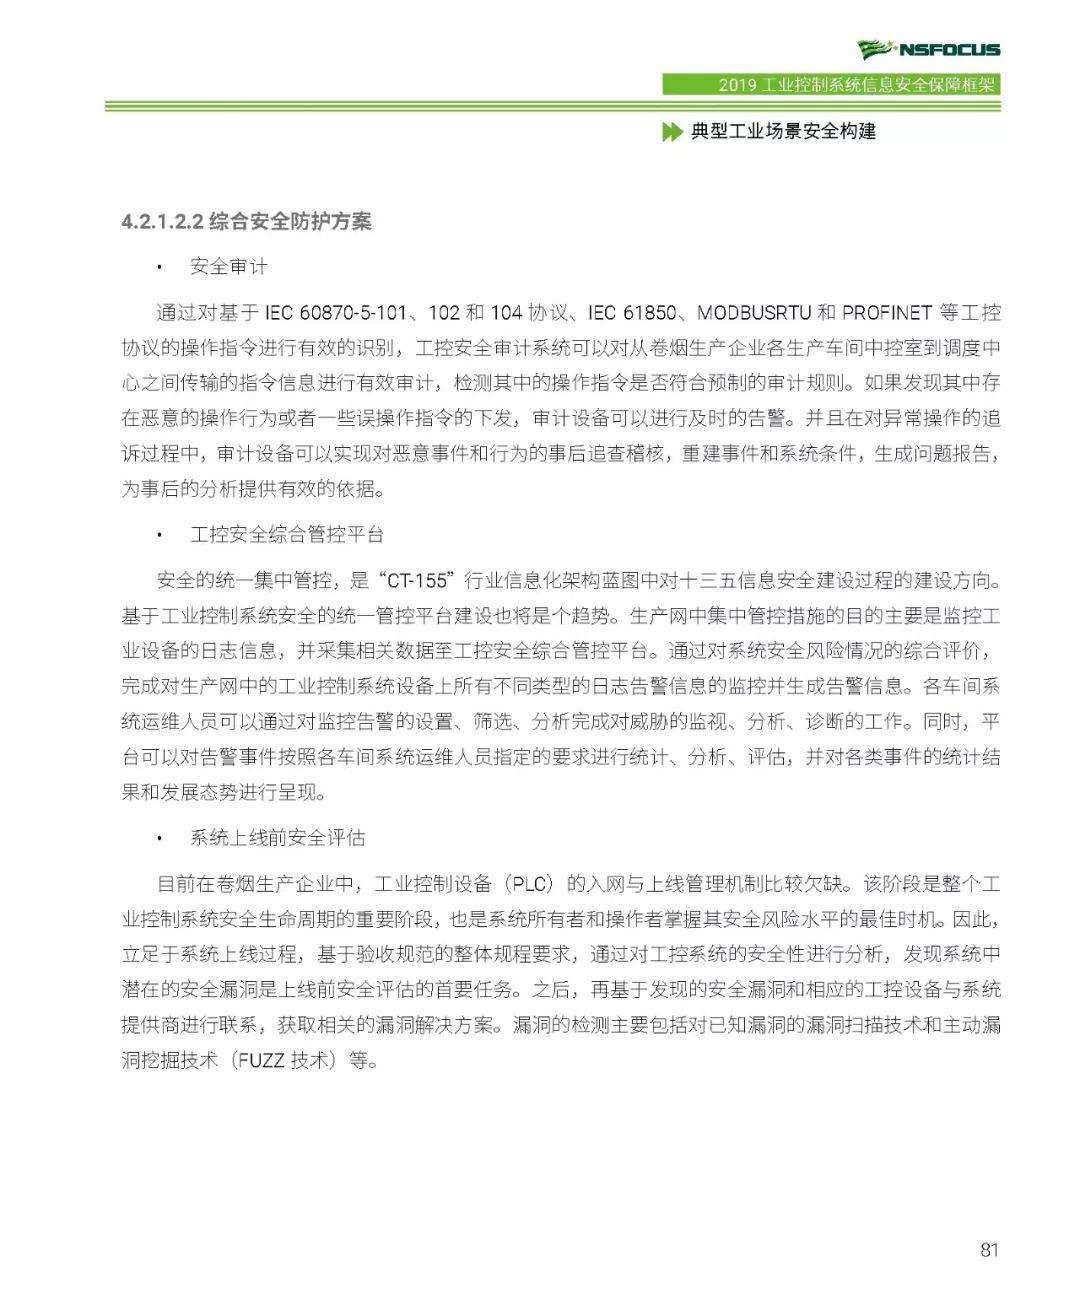 NSFOCUS
2019 工业控制系统信息安全保障框架
典型工业场景安全构建
4.2.1.2.2 综合安全防护方案
• 安全审计
通过对基于 IEC 60870-5-101、102 和 104 协议、IEC 61850、MODBUSRTU 和 PROFINET 等工控
协议的操作指令进行有效的识别，工控安全审计系统可以对从卷烟生产企业各生产车间中控室到调度中
心之间传输的指令信息进行有效审计，检测其中的操作指令是否符合预制的审计规则。如果发现其中存
在恶意的操作行为或者一些误操作指令的下发，审计设备可以进行及时的告警。并且在对异常操作的追
诉过程中，审计设备可以实现对恶意事件和行为的事后追查稽核，重建事件和系统条件，生成问题报告，
为事后的分析提供有效的依据。
• 工控安全综合管控平台
安全的统一集中管控，是“CT-155”行业信息化架构蓝图中对十三五信息安全建设过程的建设方向。
基于工业控制系统安全的统一管控平台建设也将是个趋势。生产网中集中管控措施的目的主要是监控工
业设备的日志信息，并采集相关数据至工控安全综合管控平台。通过对系统安全风险情况的综合评价，
完成对生产网中的工业控制系统设备上所有不同类型的日志告警信息的监控并生成告警信息。各车间系
统运维人员可以通过对监控告警的设置、筛选、分析完成对威胁的监视、分析、诊断的工作。同时，平
台可以对告警事件按照各车间系统运维人员指定的要求进行统计、分析、评估，并对各类事件的统计结
果和发展态势进行呈现。
• 系统上线前安全评估
目前在卷烟生产企业中，工业控制设备（PLC）的入网与上线管理机制比较欠缺。该阶段是整个工
业控制系统安全生命周期的重要阶段，也是系统所有者和操作者掌握其安全风险水平的最佳时机。因此，
立足于系统上线过程，基于验收规范的整体规程要求，通过对工控系统的安全性进行分析，发现系统中
潜在的安全漏洞是上线前安全评估的首要任务。之后，再基于发现的安全漏洞和相应的工控设备与系统
提供商进行联系，获取相关的漏洞解决方案。漏洞的检测主要包括对已知漏洞的漏洞扫描技术和主动漏
洞挖掘技术（FUZZ 技术）等。
81